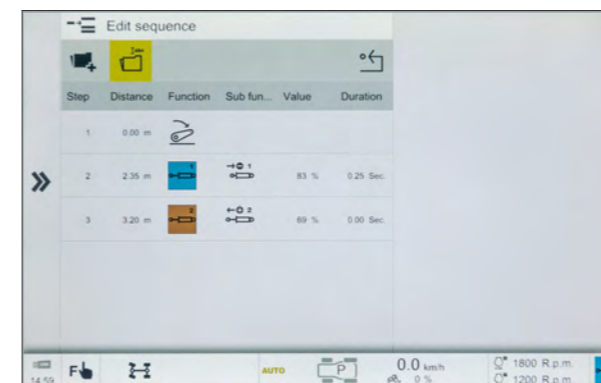 Edit sequence
Step Distance Function Sub fun... Value Duration
1 0.00 m
2 2.35 m 1 1 83 % 0.25 Sec.
3 3.20 m 2 2 69 % 0.00 Sec.
14:59 F AUTO P 0.0 km/h 0 % 1800 R.p.m. 1200 R.p.m.